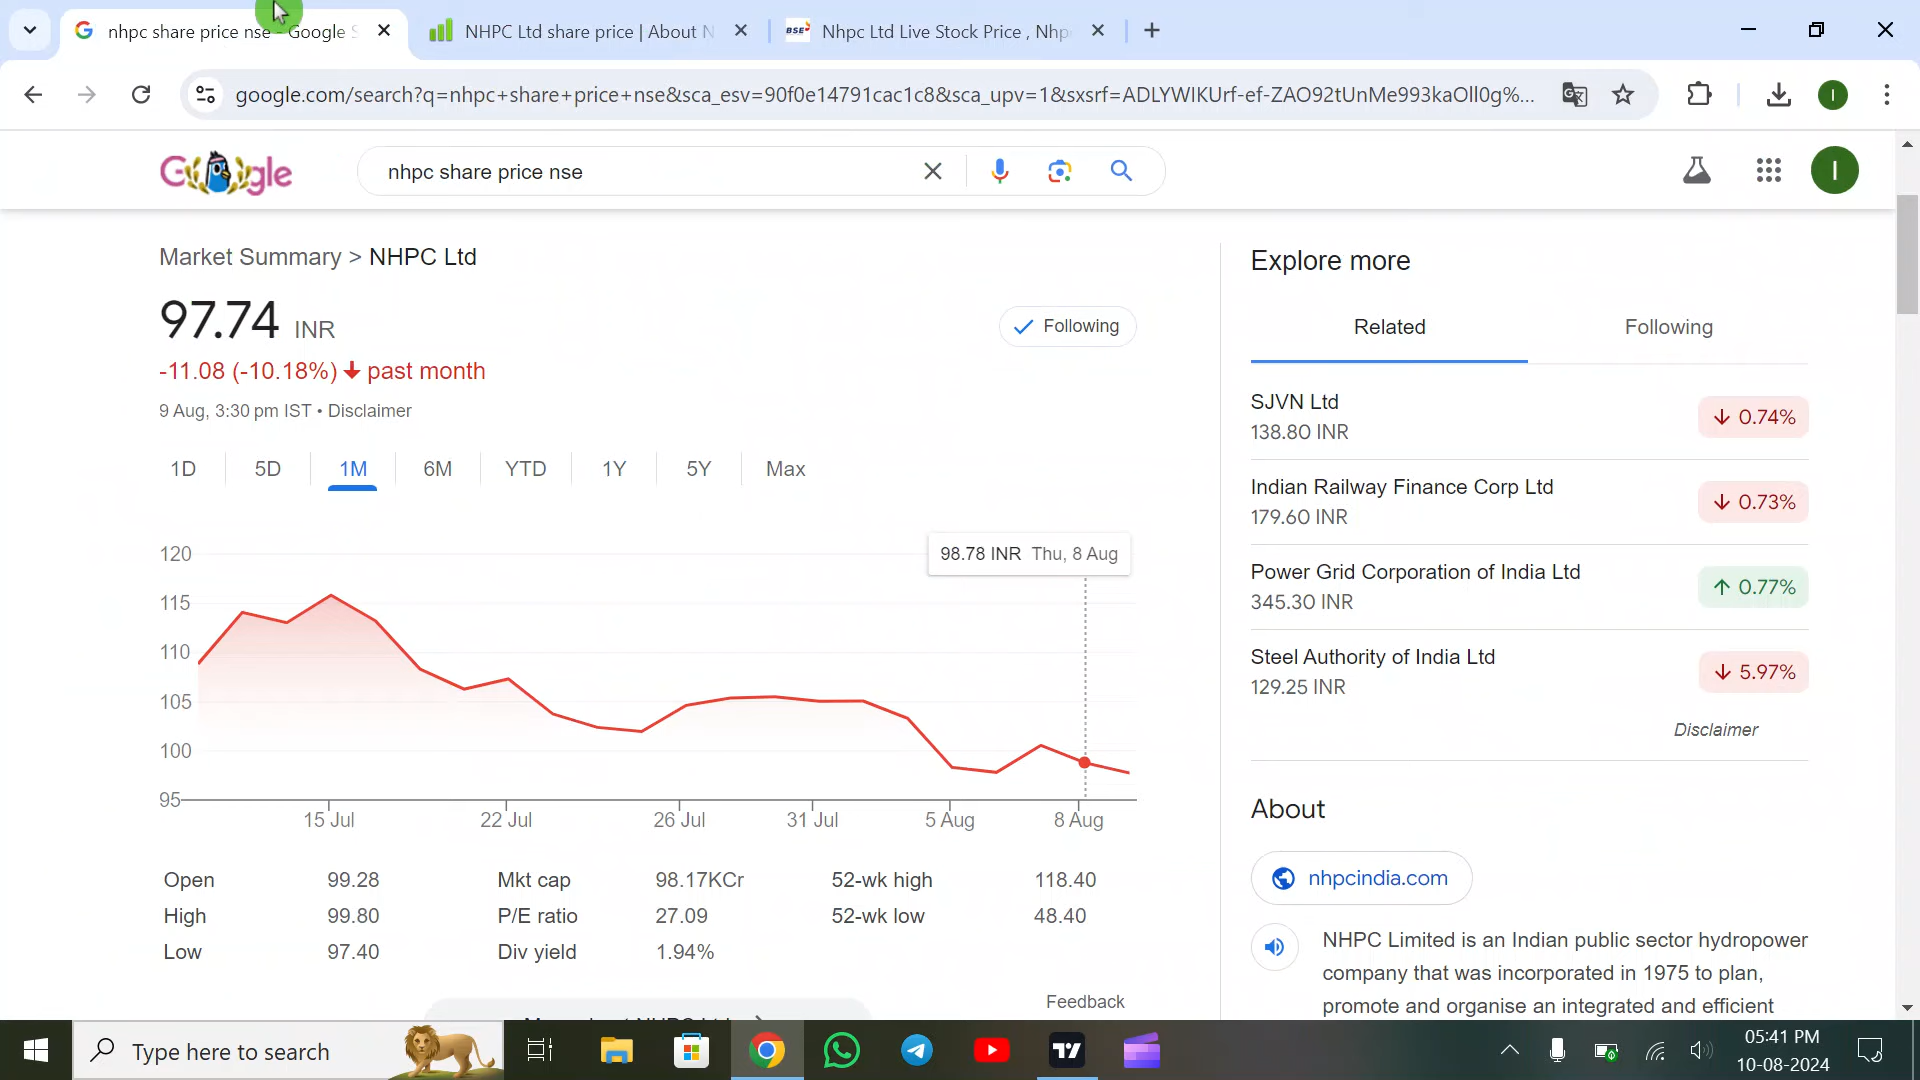 nhpc share price nse - Google S
NHPC Ltd share price | About N
BSE
Nhpc Ltd Live Stock Price , Nhp
google.com/search?q=nhpc+share+price+nse&sca_esv=90f0e14791cac1c8&sca_upv=1&sxsrf=ADLYWIKUrf-ef-ZAO92tUnMe993kaOll0g%...
I
Google
nhpc share price nse
I
Market Summary > NHPC Ltd
97.74 INR
Following
-11.08 (-10.18%) past month
9 Aug, 3:30 pm IST • Disclaimer
1D 5D 1M 6M YTD 1Y 5Y Max
98.78 INR Thu, 8 Aug
120
115
110
105
100
95
15 Jul 22 Jul 26 Jul 31 Jul 5 Aug 8 Aug
Open 99.28 Mkt cap 98.17KCr 52-wk high 118.40
High 99.80 P/E ratio 27.09 52-wk low 48.40
Low 97.40 Div yield 1.94%
Feedback
Explore more
Related Following
SJVN Ltd
138.80 INR
0.74%
Indian Railway Finance Corp Ltd
179.60 INR
0.73%
Power Grid Corporation of India Ltd
345.30 INR
0.77%
Steel Authority of India Ltd
129.25 INR
5.97%
Disclaimer
About
nhpcindia.com
NHPC Limited is an Indian public sector hydropower
company that was incorporated in 1975 to plan,
promote and organise an integrated and efficient
Type here to search
05:41 PM
10-08-2024